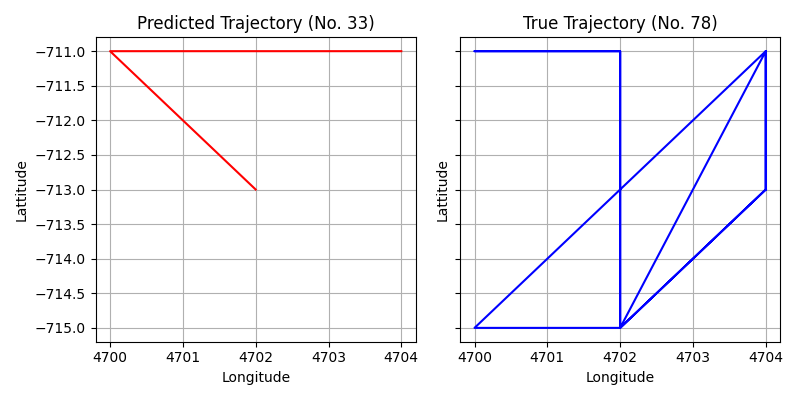 Predicted Trajectory (No. 33)
True Trajectory (No. 78)
Lattitude
−711.0
−711.5
−712.0
−712.5
−713.0
−713.5
−714.0
−714.5
−715.0
4700 4701 4702 4703 4704
Longitude
Lattitude
4700 4701 4702 4703 4704
Longitude